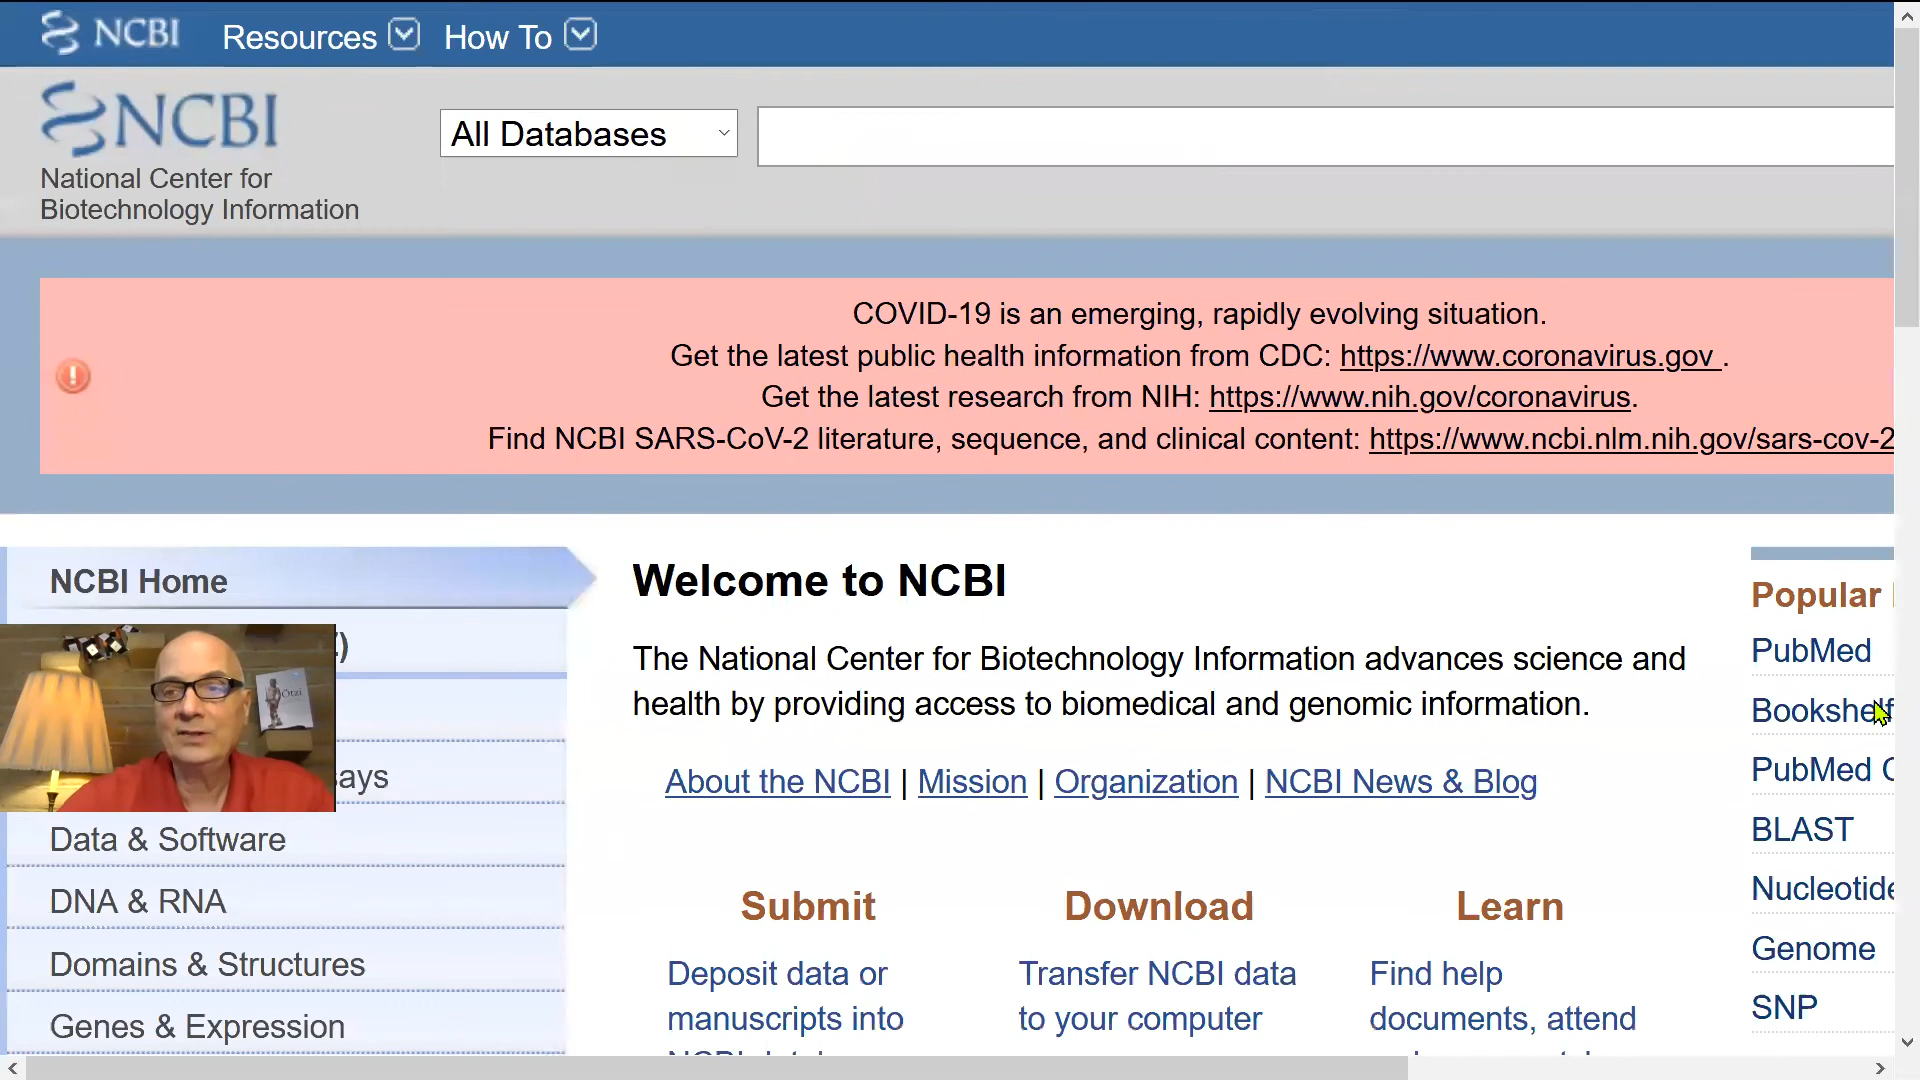 NCBI Resources How To
NCBI
National Center for
Biotechnology Information
All Databases
COVID-19 is an emerging, rapidly evolving situation.
Get the latest public health information from CDC: https://www.coronavirus.gov .
Get the latest research from NIH: https://www.nih.gov/coronavirus.
Find NCBI SARS-CoV-2 literature, sequence, and clinical content: https://www.ncbi.nlm.nih.gov/sars-cov-2
NCBI Home
Data & Software
DNA & RNA
Domains & Structures
Genes & Expression
Ötzi
Welcome to NCBI
The National Center for Biotechnology Information advances science and
health by providing access to biomedical and genomic information.
About the NCBI | Mission | Organization | NCBI News & Blog
Submit
Deposit data or
manuscripts into
Download
Transfer NCBI data
to your computer
Learn
Find help
documents, attend
Popular
PubMed
Bookshelf
PubMed C
BLAST
Nucleotide
Genome
SNP